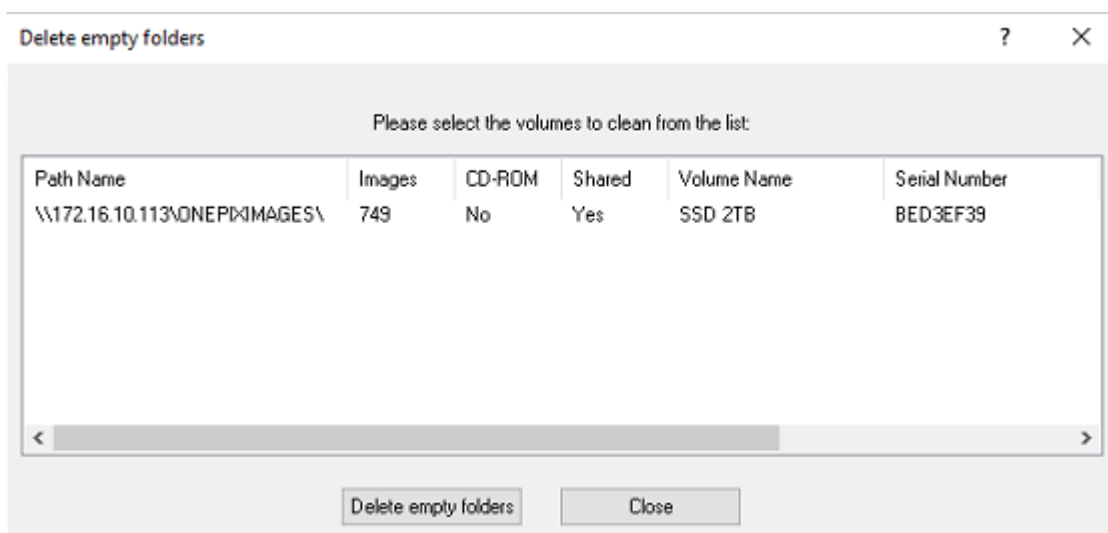 Delete empty folders ?
Please select the volumes to clean from the list:
Path Name Images CD-ROM Shared Volume Name Serial Number
\\172.16.10.113\ONEPIXIMAGES\ 749 No Yes SSD 2TB BED3EF39
Delete empty folders Close